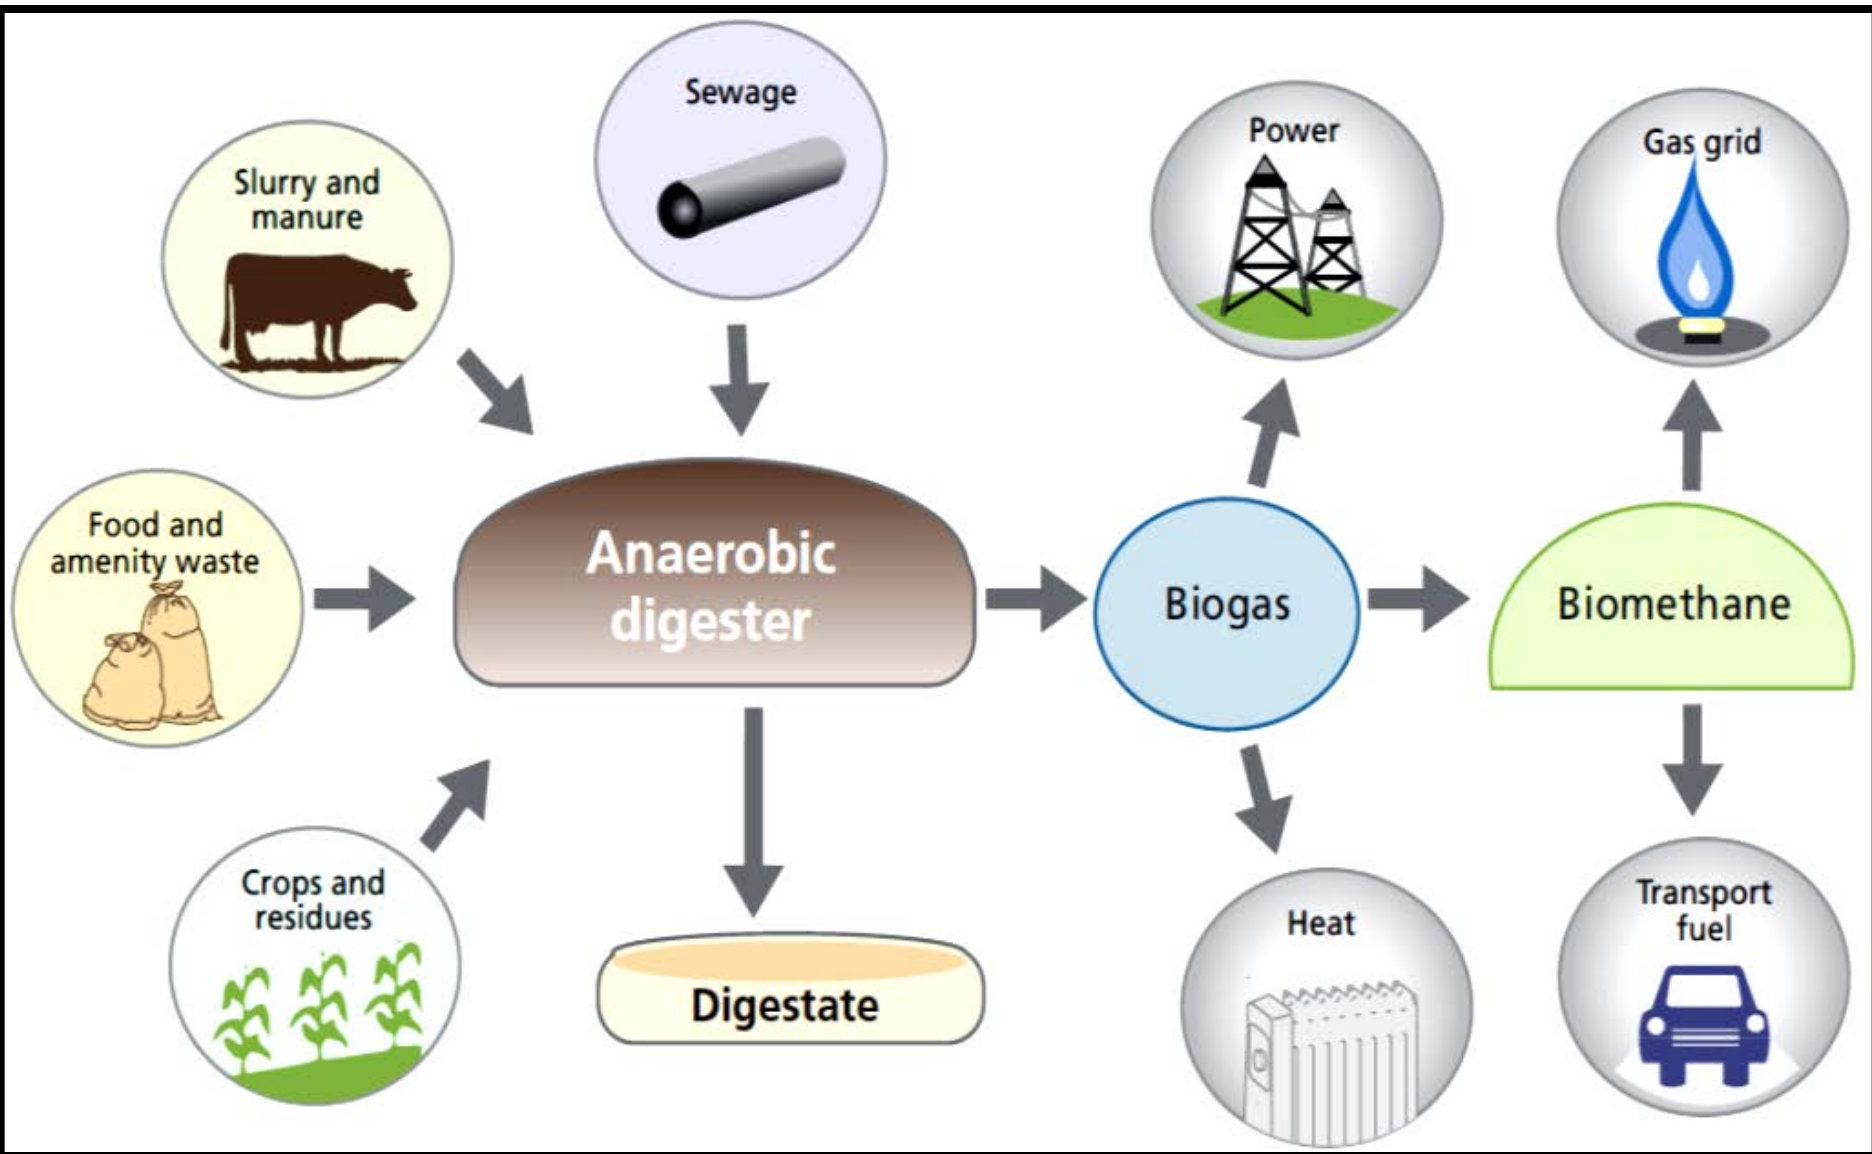 Sewage
Slurry and
manure
Food and
amenity waste
Crops and
residues
Anaerobic
digester
Digestate
Biogas
Power
Heat
Biomethane
Gas grid
Transport
fuel